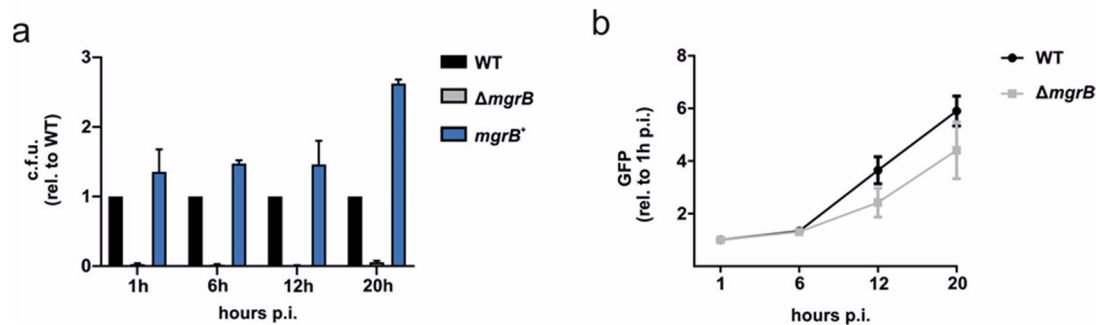 a
3
2
1
0
c.f.u.
(rel. to WT)
1h 6h 12h 20h
hours p.i.
WT
ΔmgrB
mgrB⁺
b
8
6
4
2
GFP
(rel. to 1h p.i.)
1 6 12 20
hours p.i.
WT
ΔmgrB